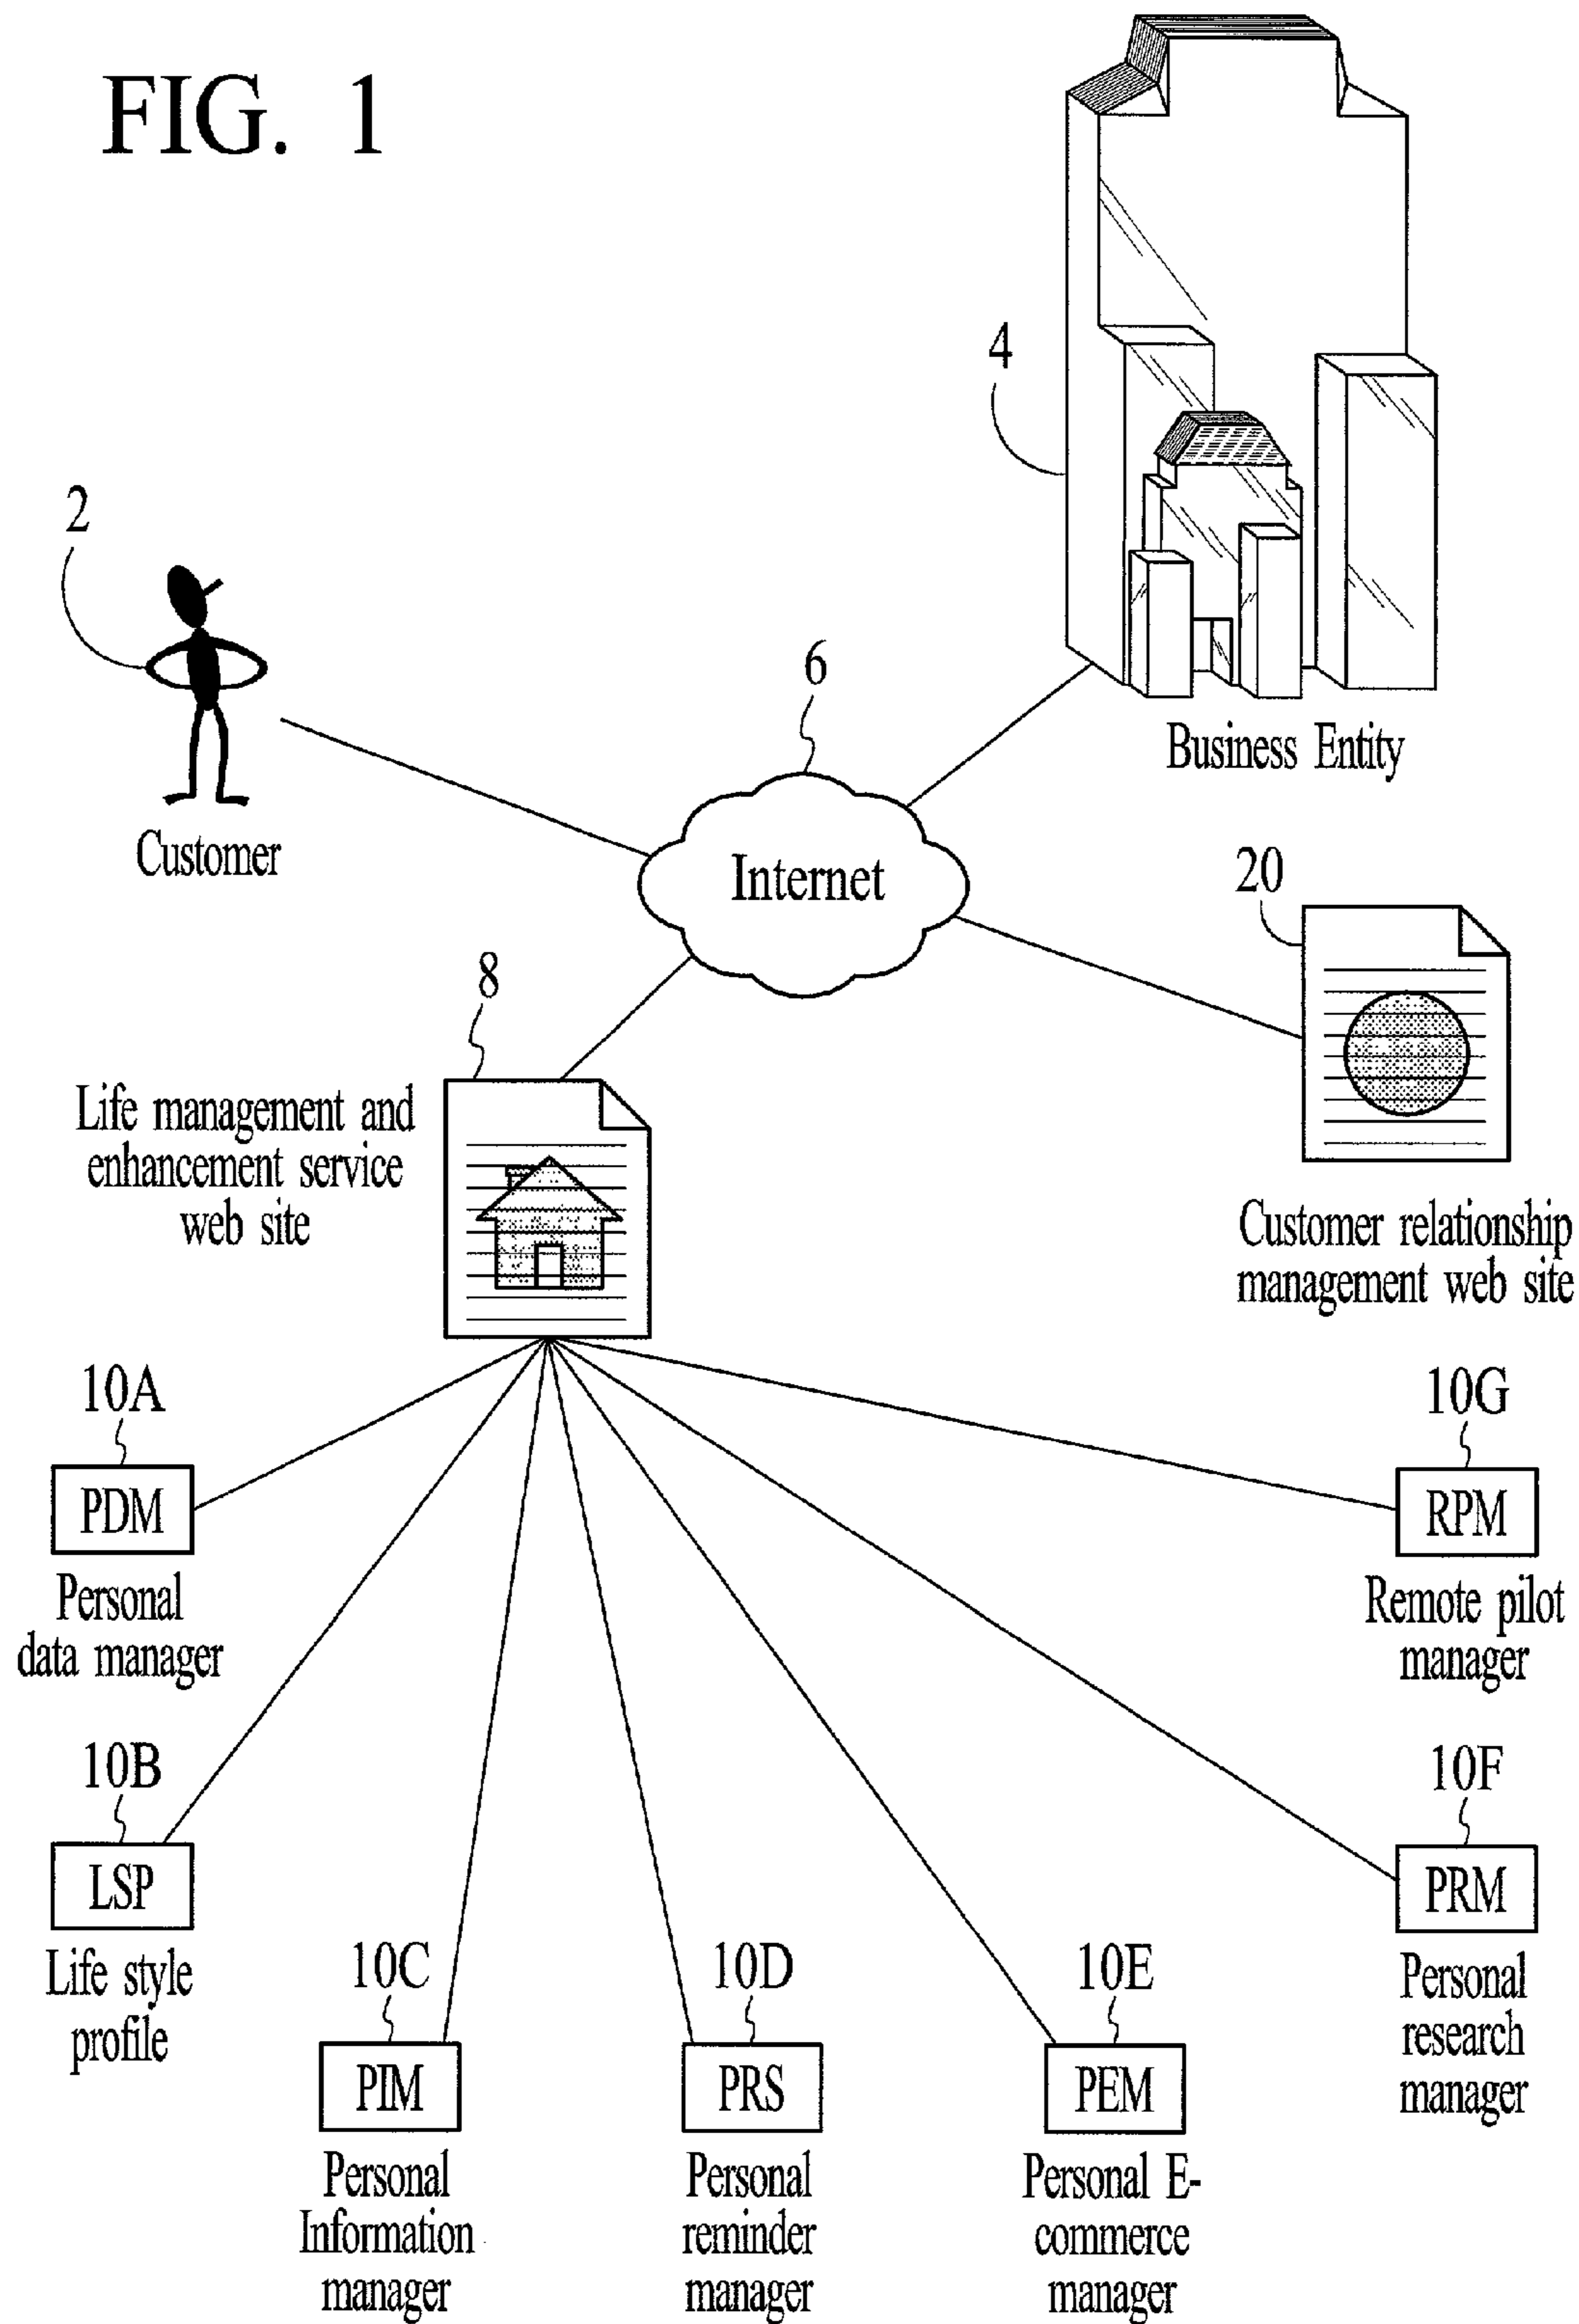 FIG. 1
4
2
6
Business Entity
Customer
Internet
20
8
Life management and
enhancement service
web site
Customer relationship
management web site
10A
PDM
Personal
data manager
10G
RPM
Remote pilot
manager
10B
LSP
Life style
profile
10F
PRM
Personal
research
manager
10C
PIM
Personal
Information
manager
10D
PRS
Personal
reminder
manager
10E
PEM
Personal E-
commerce
manager